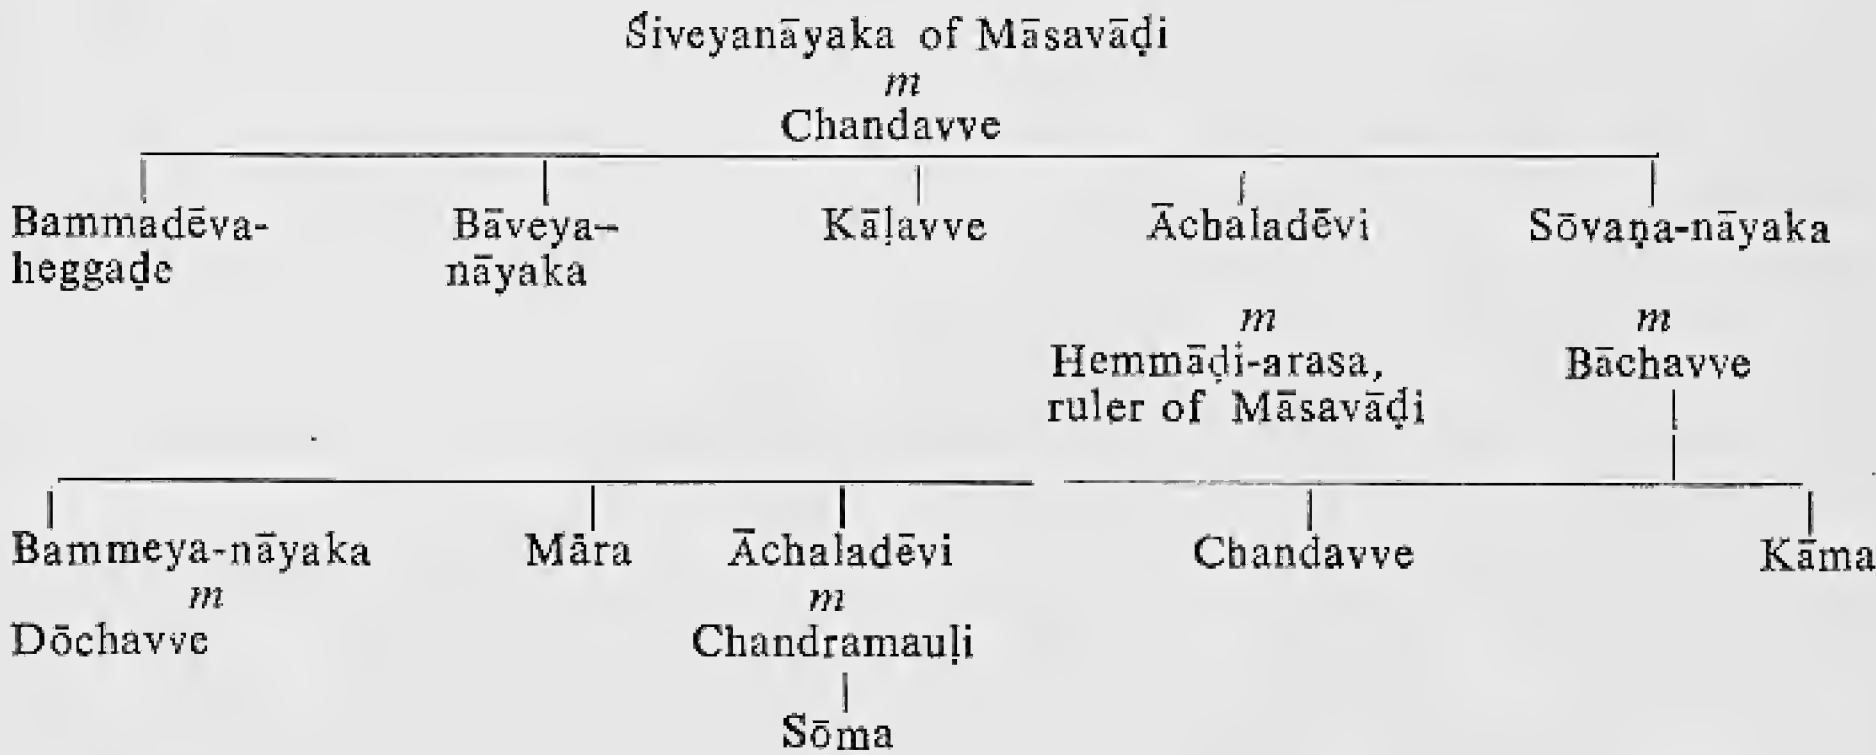 Śiveyanāyaka of Māsavāḍi
m
Chandavve
Bammadēva- Bāveya- Kāḷavve Āchaladēvi Sōvaṇa-nāyaka
heggaḍe nāyaka
m m
Hemmāḍi-arasa, Bāchavve
ruler of Māsavāḍi
Bammeya-nāyaka Māra Āchaladēvi Chandavve Kāma
m m
Dōchavve Chandramauḷi
Sōma